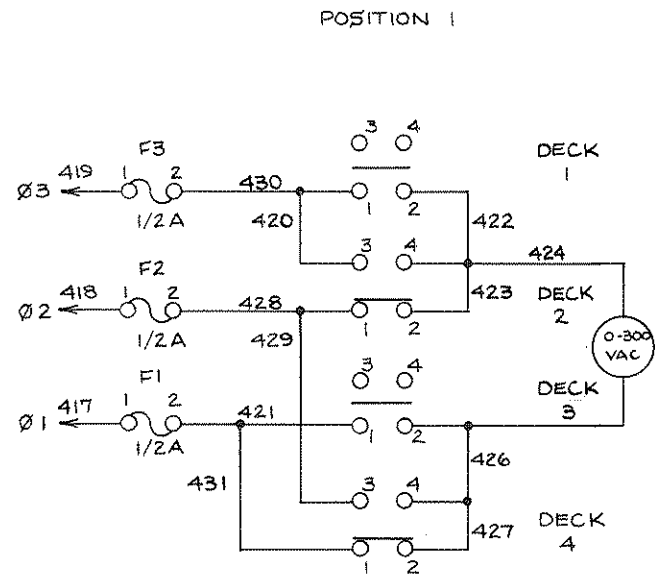 POSITION 1
3 4
F3
DECK
1
419
1 2
430
Ø3
1/2A
420
1 2
422
3 4
424
F2
423
418
1 2
428
DECK
2
Ø2
1/2A
429
1 2
0-300
VAC
F1
3 4
DECK
3
417
1 2
421
Ø1
1/2A
1 2
426
431
3 4
427
DECK
4
1 2